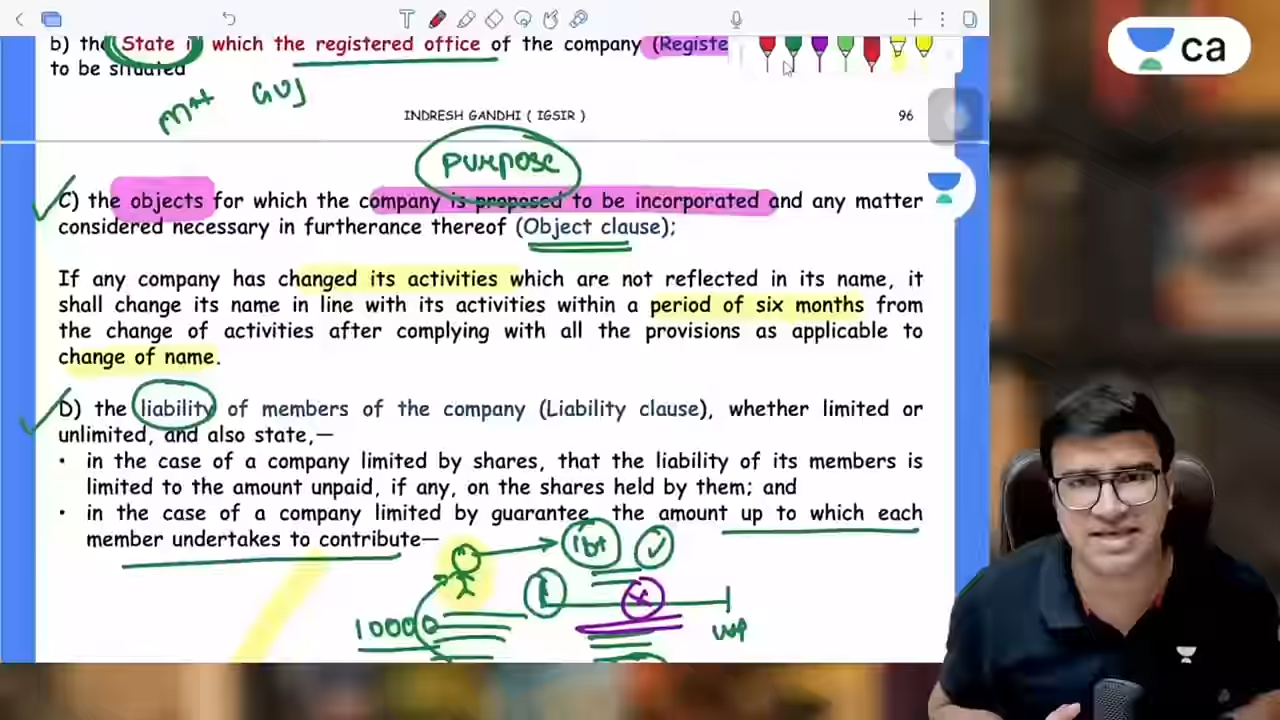 b) the State i which the registered office of the company (Registe
to be situated
Mah Guj
ca
INDRESH GANDHI ( IGSIR )
96
purpose
C) the objects for which the company is proposed to be incorporated and any matter
considered necessary in furtherance thereof (Object clause);
If any company has changed its activities which are not reflected in its name, it
shall change its name in line with its activities within a period of six months from
the change of activities after complying with all the provisions as applicable to
change of name.
D) the liability of members of the company (Liability clause), whether limited or
unlimited, and also state,—
• in the case of a company limited by shares, that the liability of its members is
limited to the amount unpaid, if any, on the shares held by them; and
• in the case of a company limited by guarantee, the amount up to which each
member undertakes to contribute—
10000